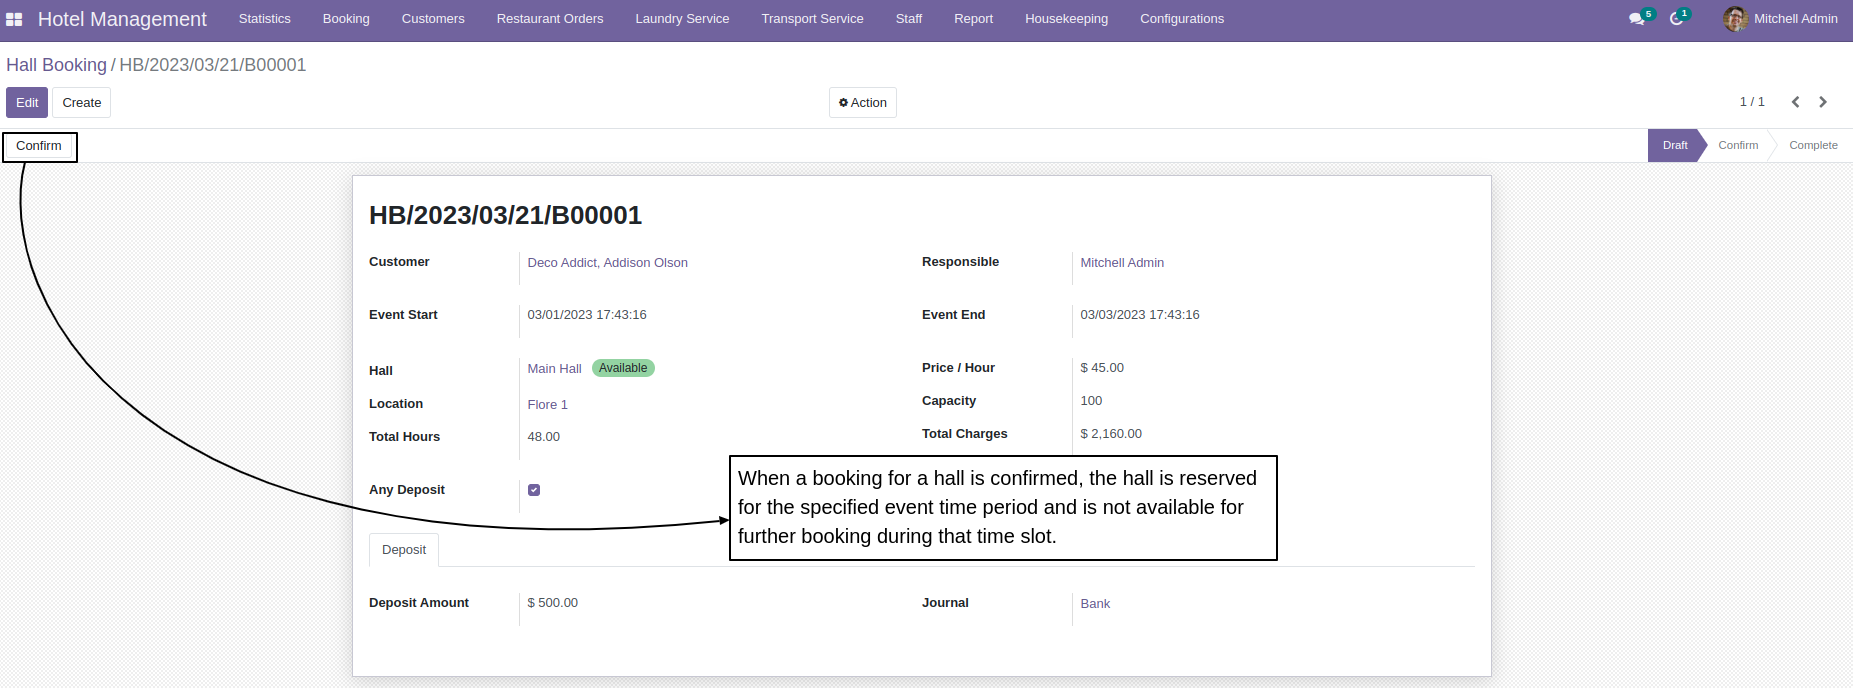 Hotel Management Statistics Booking Customers Restaurant Orders Laundry Service Transport Service Staff Report Housekeeping Configurations 5 1 Mitchell Admin
Hall Booking / HB/2023/03/21/B00001
Edit Create Action 1 / 1
Confirm Draft Confirm Complete
HB/2023/03/21/B00001
Customer Deco Addict, Addison Olson Responsible Mitchell Admin
Event Start 03/01/2023 17:43:16 Event End 03/03/2023 17:43:16
Hall Main Hall Available Price / Hour $ 45.00
Location Flore 1 Capacity 100
Total Hours 48.00 Total Charges $ 2,160.00
Any Deposit
When a booking for a hall is confirmed, the hall is reserved
for the specified event time period and is not available for
further booking during that time slot.
Deposit
Deposit Amount $ 500.00 Journal Bank